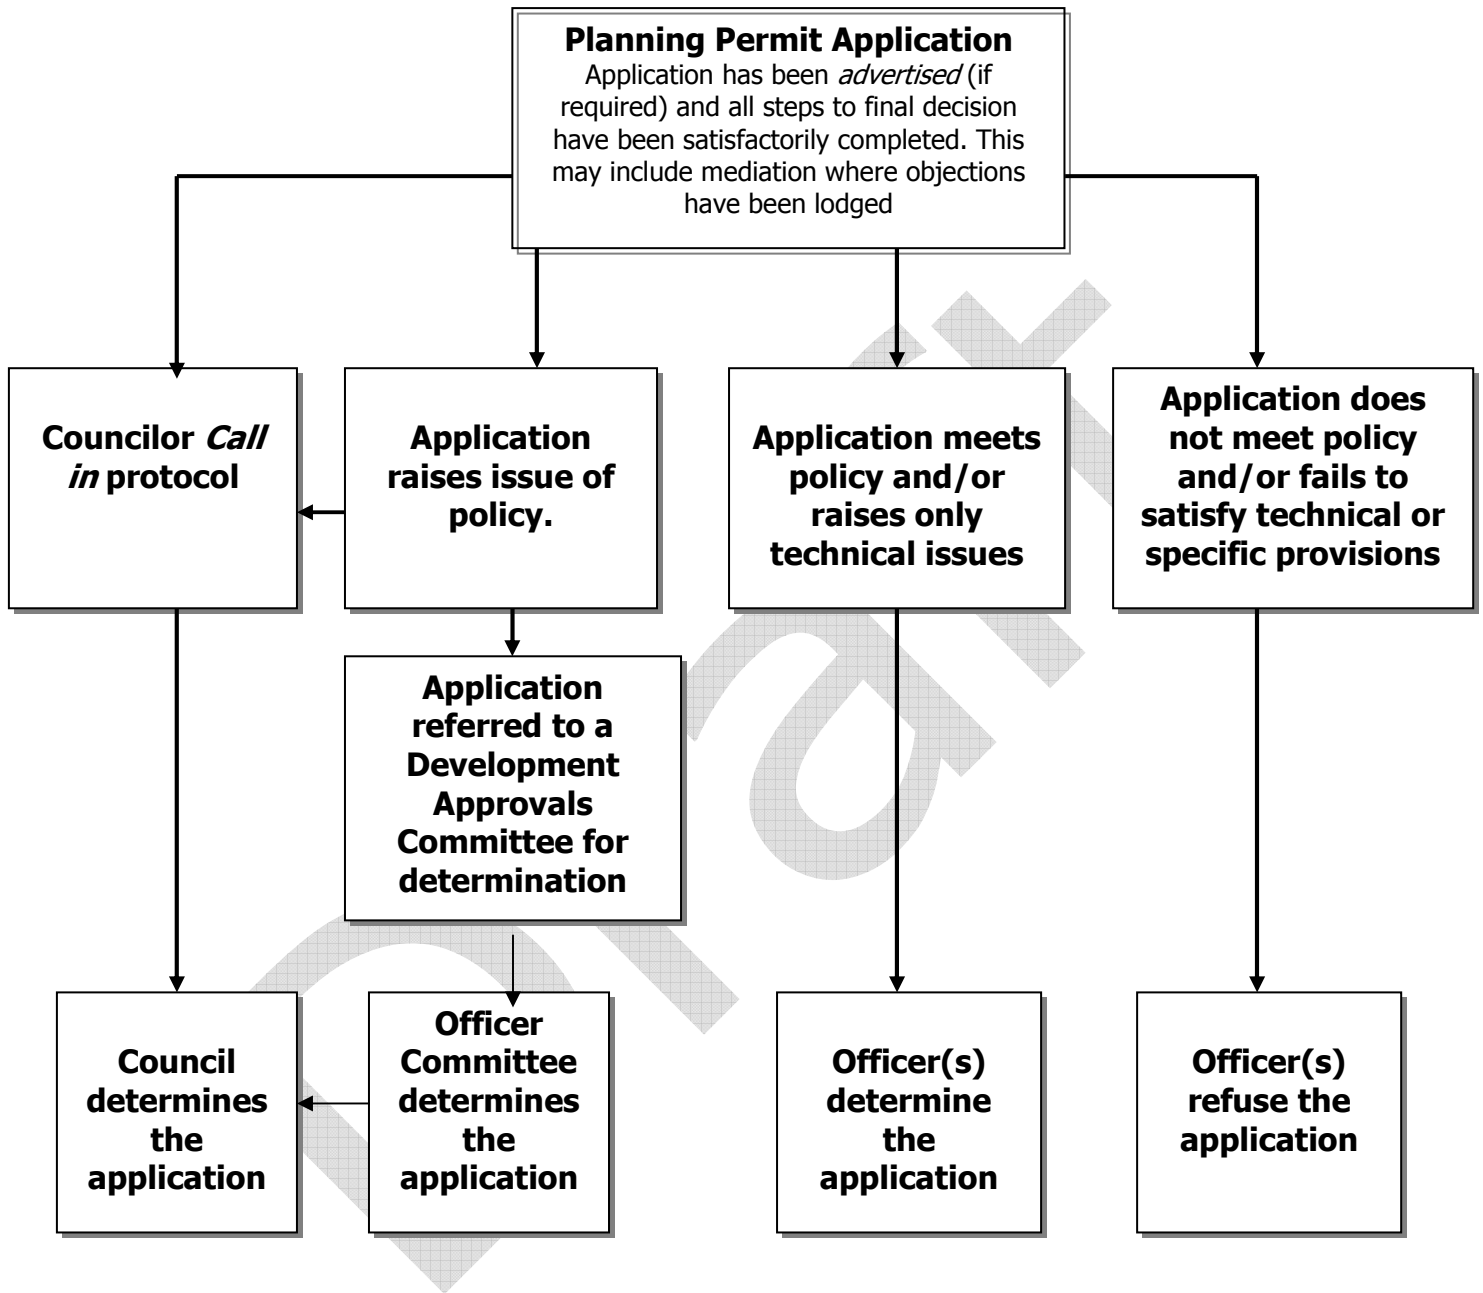 Planning Permit Application
Application has been advertised (if
required) and all steps to final decision
have been satisfactorily completed. This
may include mediation where objections
have been lodged
Councilor Call
in protocol
Application
raises issue of
policy.
Application meets
policy and/or
raises only
technical issues
Application does
not meet policy
and/or fails to
satisfy technical or
specific provisions
Application
referred to a
Development
Approvals
Committee for
determination
Council
determines
the
application
Officer
Committee
determines
the
application
Officer(s)
determine
the
application
Officer(s)
refuse the
application
Draft